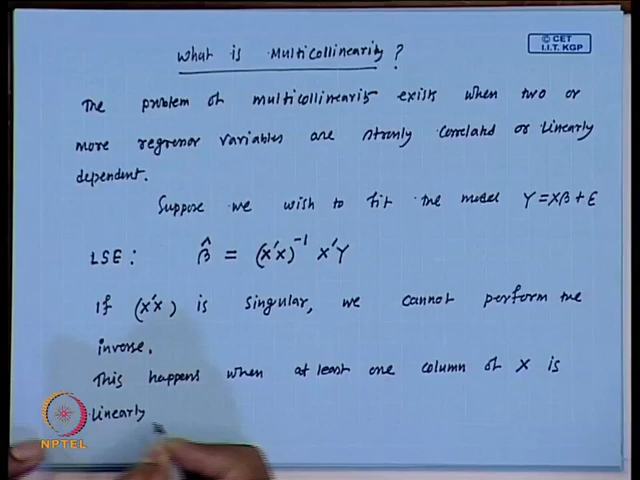 © CET
I.I.T. KGP
What is Multicollinearity?
The problem of multicollinearity exists when two or
more regressor variables are strongly correlated or linearly
dependent.
Suppose we wish to fit the model Y = Xβ + ε
LSE: β̂ = (X'X)⁻¹ X'Y
If (X'X) is singular, we cannot perform the
inverse.
This happens when at least one column of X is
linearly
NPTEL